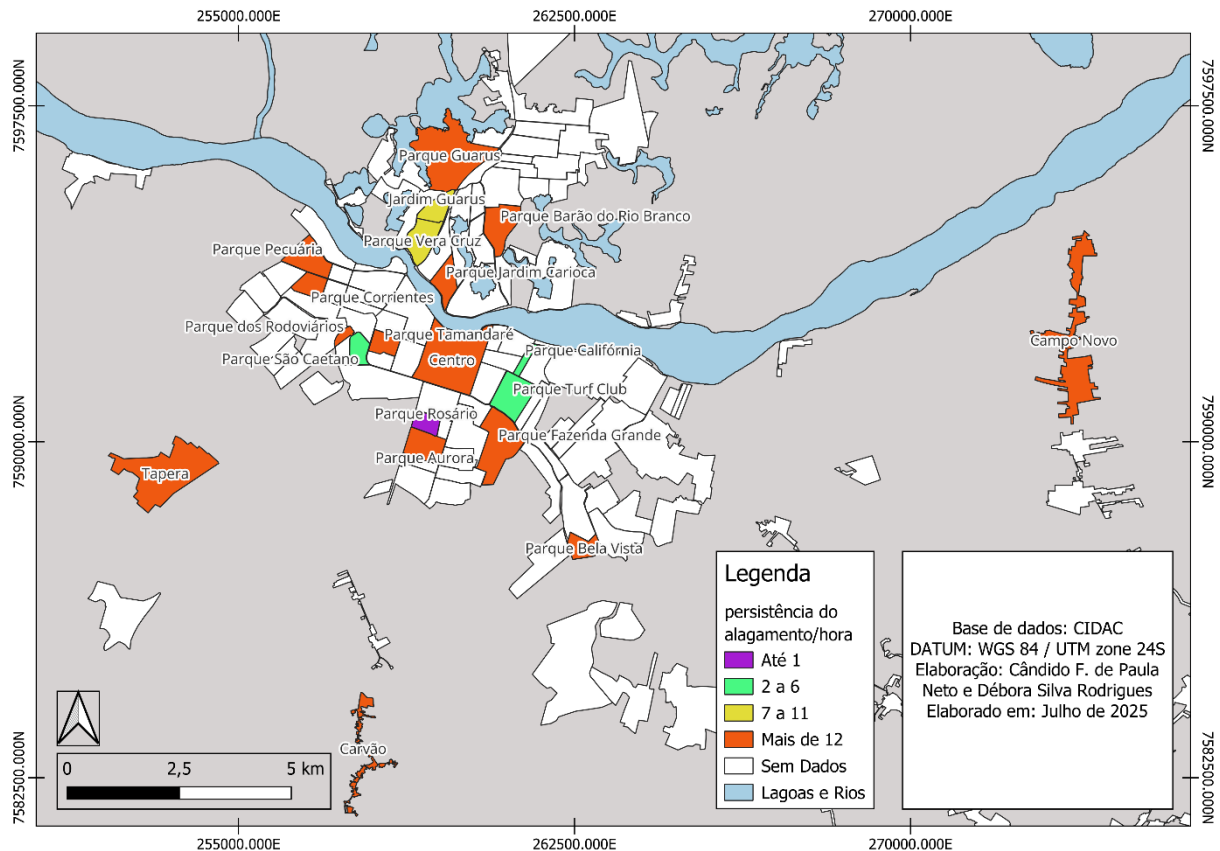 255000.000E
262500.000E
270000.000E
7597500.000N
7597500.000N
Parque Guarus
Jardim Guarus
Parque Barão do Rio Branco
Parque Vera Cruz
Parque Pecuária
Parque Jardim Carioca
Parque Corrientes
Parque dos Rodoviários
Parque Tamandaré
Campo Novo
Parque Califórnia
Parque São Caetano
Centro
Parque Turf Club
Parque Rosário
Parque Fazenda Grande
7590000.000N
7590000.000N
Parque Aurora
Tapera
Parque Bela Vista
Legenda
persistência do
alagamento/hora
Até 1
2 a 6
7 a 11
Mais de 12
Sem Dados
Lagoas e Rios
Base de dados: CIDAC
DATUM: WGS 84 / UTM zone 24S
Elaboração: Cândido F. de Paula
Neto e Débora Silva Rodrigues
Elaborado em: Julho de 2025
Carvão
0 2,5 5 km
7582500.000N
7582500.000N
255000.000E
262500.000E
270000.000E